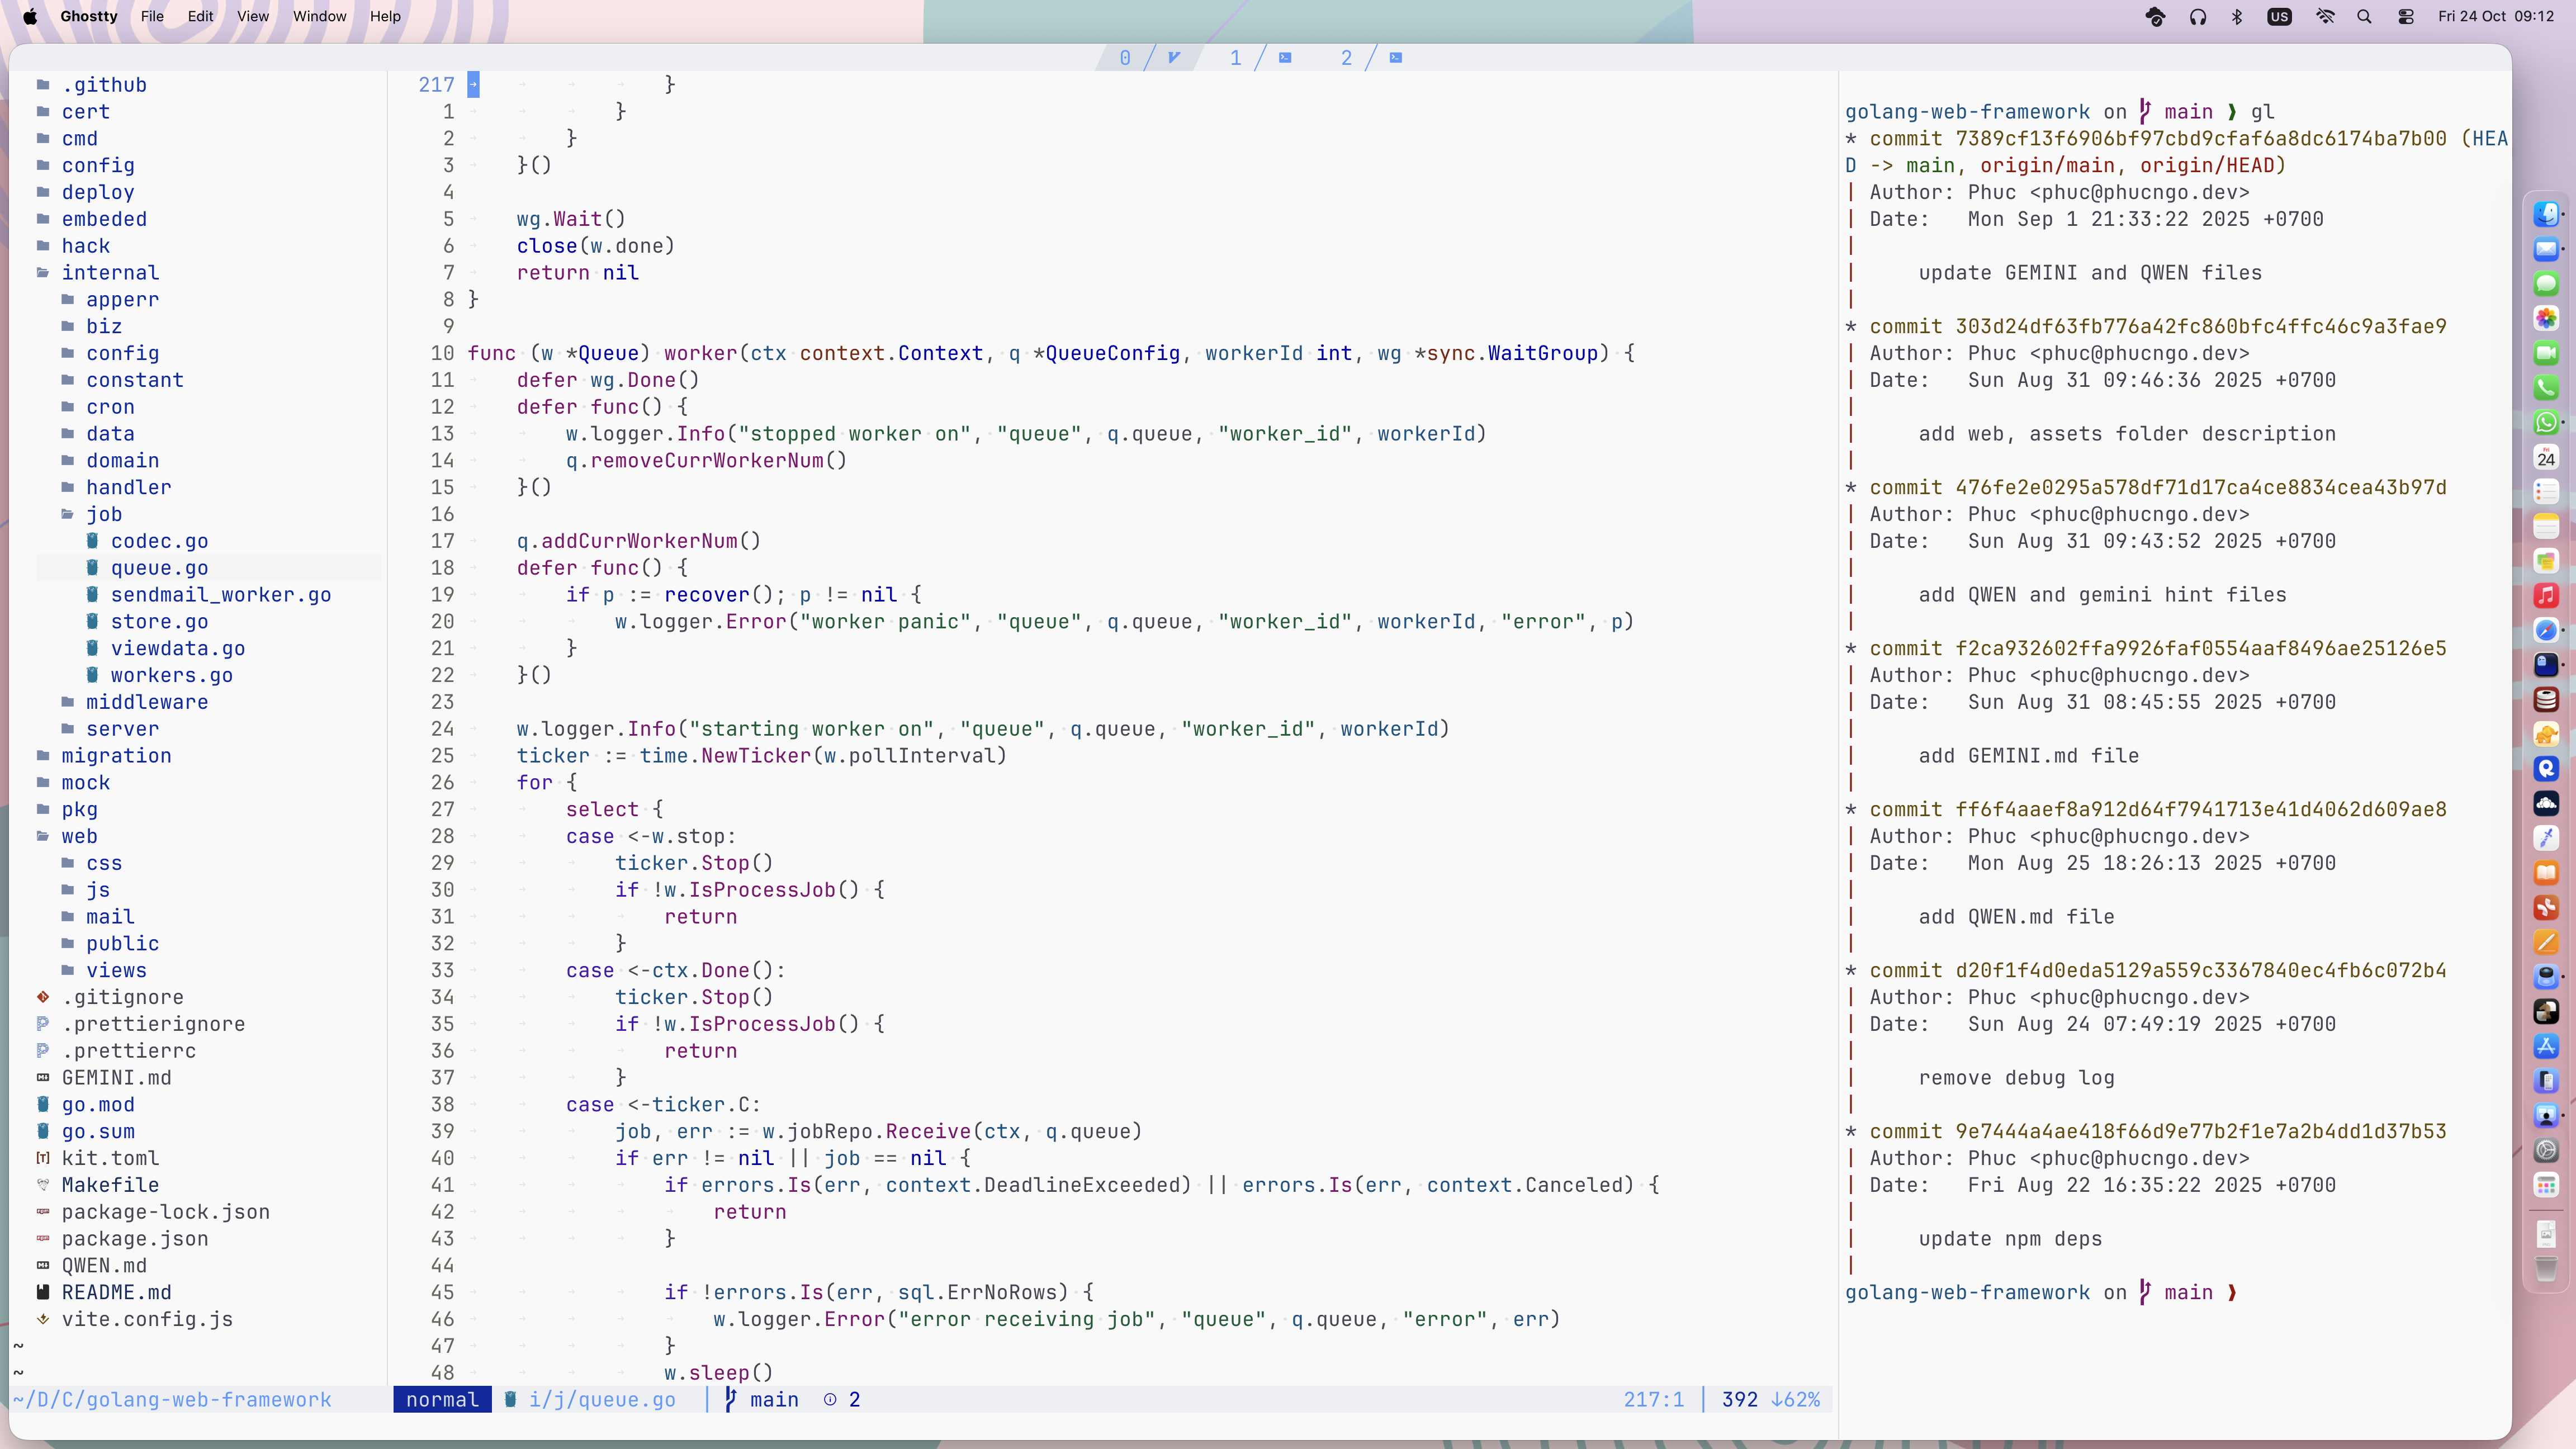 Ghostty File Edit View Window Help
US Fri 24 Oct 09:12
0 1 2
.github
cert
cmd
config
deploy
embeded
hack
internal
apperr
biz
config
constant
cron
data
domain
handler
job
codec.go
queue.go
sendmail_worker.go
store.go
viewdata.go
workers.go
middleware
server
migration
mock
pkg
web
css
js
mail
public
views
.gitignore
.prettierignore
.prettierrc
GEMINI.md
go.mod
go.sum
kit.toml
Makefile
package-lock.json
package.json
QWEN.md
README.md
vite.config.js
~
~
~/D/C/golang-web-framework
217 }
1 }
2 }
3 }()
4
5 wg.Wait()
6 close(w.done)
7 return nil
8 }
9
10 func (w *Queue) worker(ctx context.Context, q *QueueConfig, workerId int, wg *sync.WaitGroup) {
11 defer wg.Done()
12 defer func() {
13 w.logger.Info("stopped worker on", "queue", q.queue, "worker_id", workerId)
14 q.removeCurrWorkerNum()
15 }()
16
17 q.addCurrWorkerNum()
18 defer func() {
19 if p := recover(); p != nil {
20 w.logger.Error("worker panic", "queue", q.queue, "worker_id", workerId, "error", p)
21 }
22 }()
23
24 w.logger.Info("starting worker on", "queue", q.queue, "worker_id", workerId)
25 ticker := time.NewTicker(w.pollInterval)
26 for {
27 select {
28 case <-w.stop:
29 ticker.Stop()
30 if !w.IsProcessJob() {
31 return
32 }
33 case <-ctx.Done():
34 ticker.Stop()
35 if !w.IsProcessJob() {
36 return
37 }
38 case <-ticker.C:
39 job, err := w.jobRepo.Receive(ctx, q.queue)
40 if err != nil || job == nil {
41 if errors.Is(err, context.DeadlineExceeded) || errors.Is(err, context.Canceled) {
42 return
43 }
44
45 if !errors.Is(err, sql.ErrNoRows) {
46 w.logger.Error("error receiving job", "queue", q.queue, "error", err)
47 }
48 w.sleep()
normal i/j/queue.go main 2 217:1 392 ↓62%
golang-web-framework on main ❱ gl
* commit 7389cf13f6906bf97cbd9cfaf6a8dc6174ba7b00 (HEA
D -> main, origin/main, origin/HEAD)
| Author: Phuc <phuc@phucngo.dev>
| Date: Mon Sep 1 21:33:22 2025 +0700
|
| update GEMINI and QWEN files
|
* commit 303d24df63fb776a42fc860bfc4ffc46c9a3fae9
| Author: Phuc <phuc@phucngo.dev>
| Date: Sun Aug 31 09:46:36 2025 +0700
|
| add web, assets folder description
|
* commit 476fe2e0295a578df71d17ca4ce8834cea43b97d
| Author: Phuc <phuc@phucngo.dev>
| Date: Sun Aug 31 09:43:52 2025 +0700
|
| add QWEN and gemini hint files
|
* commit f2ca932602ffa9926faf0554aaf8496ae25126e5
| Author: Phuc <phuc@phucngo.dev>
| Date: Sun Aug 31 08:45:55 2025 +0700
|
| add GEMINI.md file
|
* commit ff6f4aaef8a912d64f7941713e41d4062d609ae8
| Author: Phuc <phuc@phucngo.dev>
| Date: Mon Aug 25 18:26:13 2025 +0700
|
| add QWEN.md file
|
* commit d20f1f4d0eda5129a559c3367840ec4fb6c072b4
| Author: Phuc <phuc@phucngo.dev>
| Date: Sun Aug 24 07:49:19 2025 +0700
|
| remove debug log
|
* commit 9e7444a4ae418f66d9e77b2f1e7a2b4dd1d37b53
| Author: Phuc <phuc@phucngo.dev>
| Date: Fri Aug 22 16:35:22 2025 +0700
|
| update npm deps
|
golang-web-framework on main ❱
24